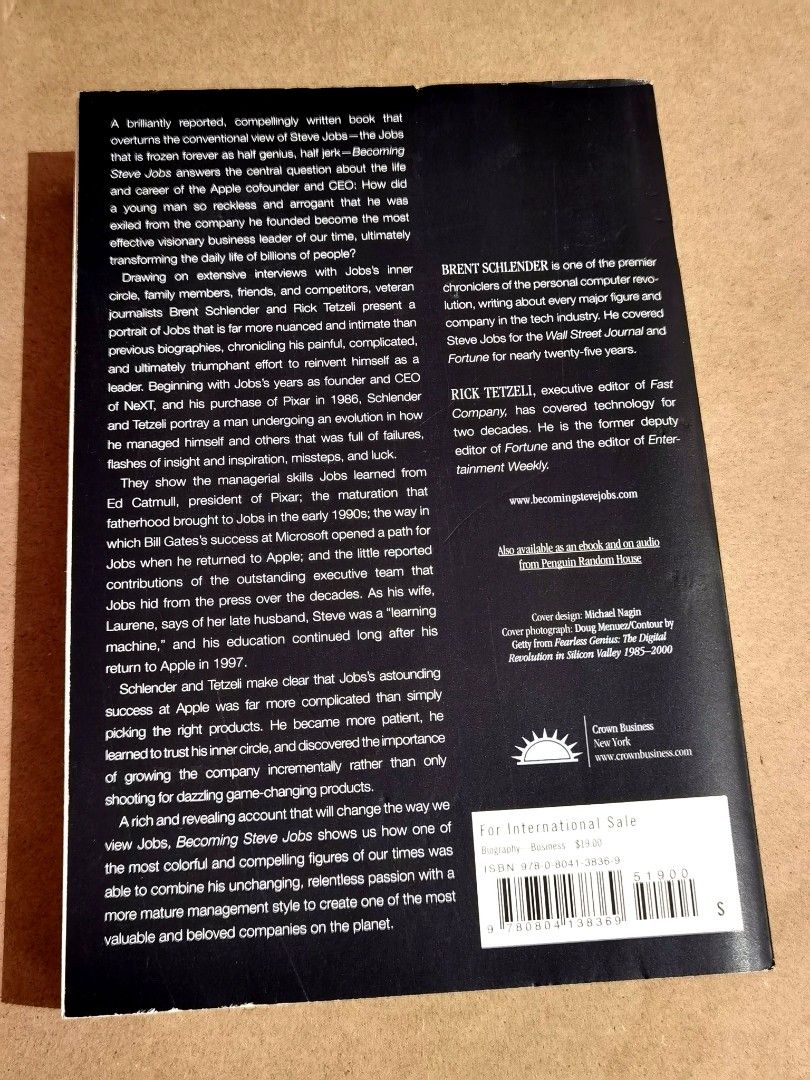 A brilliantly reported, compellingly written book that
overturns the conventional view of Steve Jobs—the Jobs
that is frozen forever as half genius, half jerk—Becoming
Steve Jobs answers the central question about the life
and career of the Apple cofounder and CEO: How did
a young man so reckless and arrogant that he was
exiled from the company he founded become the most
effective visionary business leader of our time, ultimately
transforming the daily life of billions of people?
Drawing on extensive interviews with Jobs's inner
circle, family members, friends, and competitors, veteran
journalists Brent Schlender and Rick Tetzeli present a
portrait of Jobs that is far more nuanced and intimate than
previous biographies, chronicling his painful, complicated,
and ultimately triumphant effort to reinvent himself as a
leader. Beginning with Jobs's years as founder and CEO
of NeXT, and his purchase of Pixar in 1986, Schlender
and Tetzeli portray a man undergoing an evolution in how
he managed himself and others that was full of failures,
flashes of insight and inspiration, missteps, and luck.
They show the managerial skills Jobs learned from
Ed Catmull, president of Pixar; the maturation that
fatherhood brought to Jobs in the early 1990s; the way in
which Bill Gates's success at Microsoft opened a path for
Jobs when he returned to Apple; and the little reported
contributions of the outstanding executive team that
Jobs hid from the press over the decades. As his wife,
Laurene, says of her late husband, Steve was a "learning
machine," and his education continued long after his
return to Apple in 1997.
Schlender and Tetzeli make clear that Jobs's astounding
success at Apple was far more complicated than simply
picking the right products. He became more patient, he
learned to trust his inner circle, and discovered the importance
of growing the company incrementally rather than only
shooting for dazzling game-changing products.
A rich and revealing account that will change the way we
view Jobs, Becoming Steve Jobs shows us how one of
the most colorful and compelling figures of our times was
able to combine his unchanging, relentless passion with a
more mature management style to create one of the most
valuable and beloved companies on the planet.
BRENT SCHLENDER is one of the premier
chroniclers of the personal computer revo-
lution, writing about every major figure and
company in the tech industry. He covered
Steve Jobs for the Wall Street Journal and
Fortune for nearly twenty-five years.
RICK TETZELI, executive editor of Fast
Company, has covered technology for
two decades. He is the former deputy
editor of Fortune and the editor of Enter-
tainment Weekly.
www.becomingstevejobs.com
Also available as an ebook and on audio
from Penguin Random House
Cover design: Michael Nagin
Cover photograph: Doug Menuez/Contour by
Getty from Fearless Genius: The Digital
Revolution in Silicon Valley 1985–2000
Crown Business
New York
www.crownbusiness.com
For International Sale
Biography—Business $19.00
ISBN 978-0-8041-3836-9
51900
9 780804 138369
S